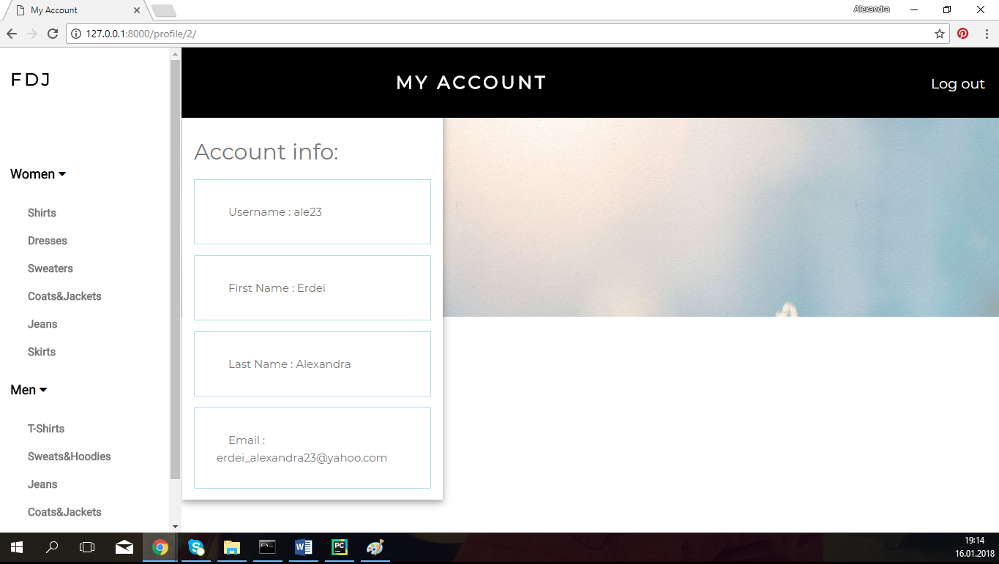 My Account
Alexandra
127.0.0.1:8000/profile/2/
FDJ
MY ACCOUNT
Log out
Women
Shirts
Dresses
Sweaters
Coats&Jackets
Jeans
Skirts
Men
T-Shirts
Sweats&Hoodies
Jeans
Coats&Jackets
Account info:
Username : ale23
First Name : Erdei
Last Name : Alexandra
Email :
erdei_alexandra23@yahoo.com
19:14
16.01.2018